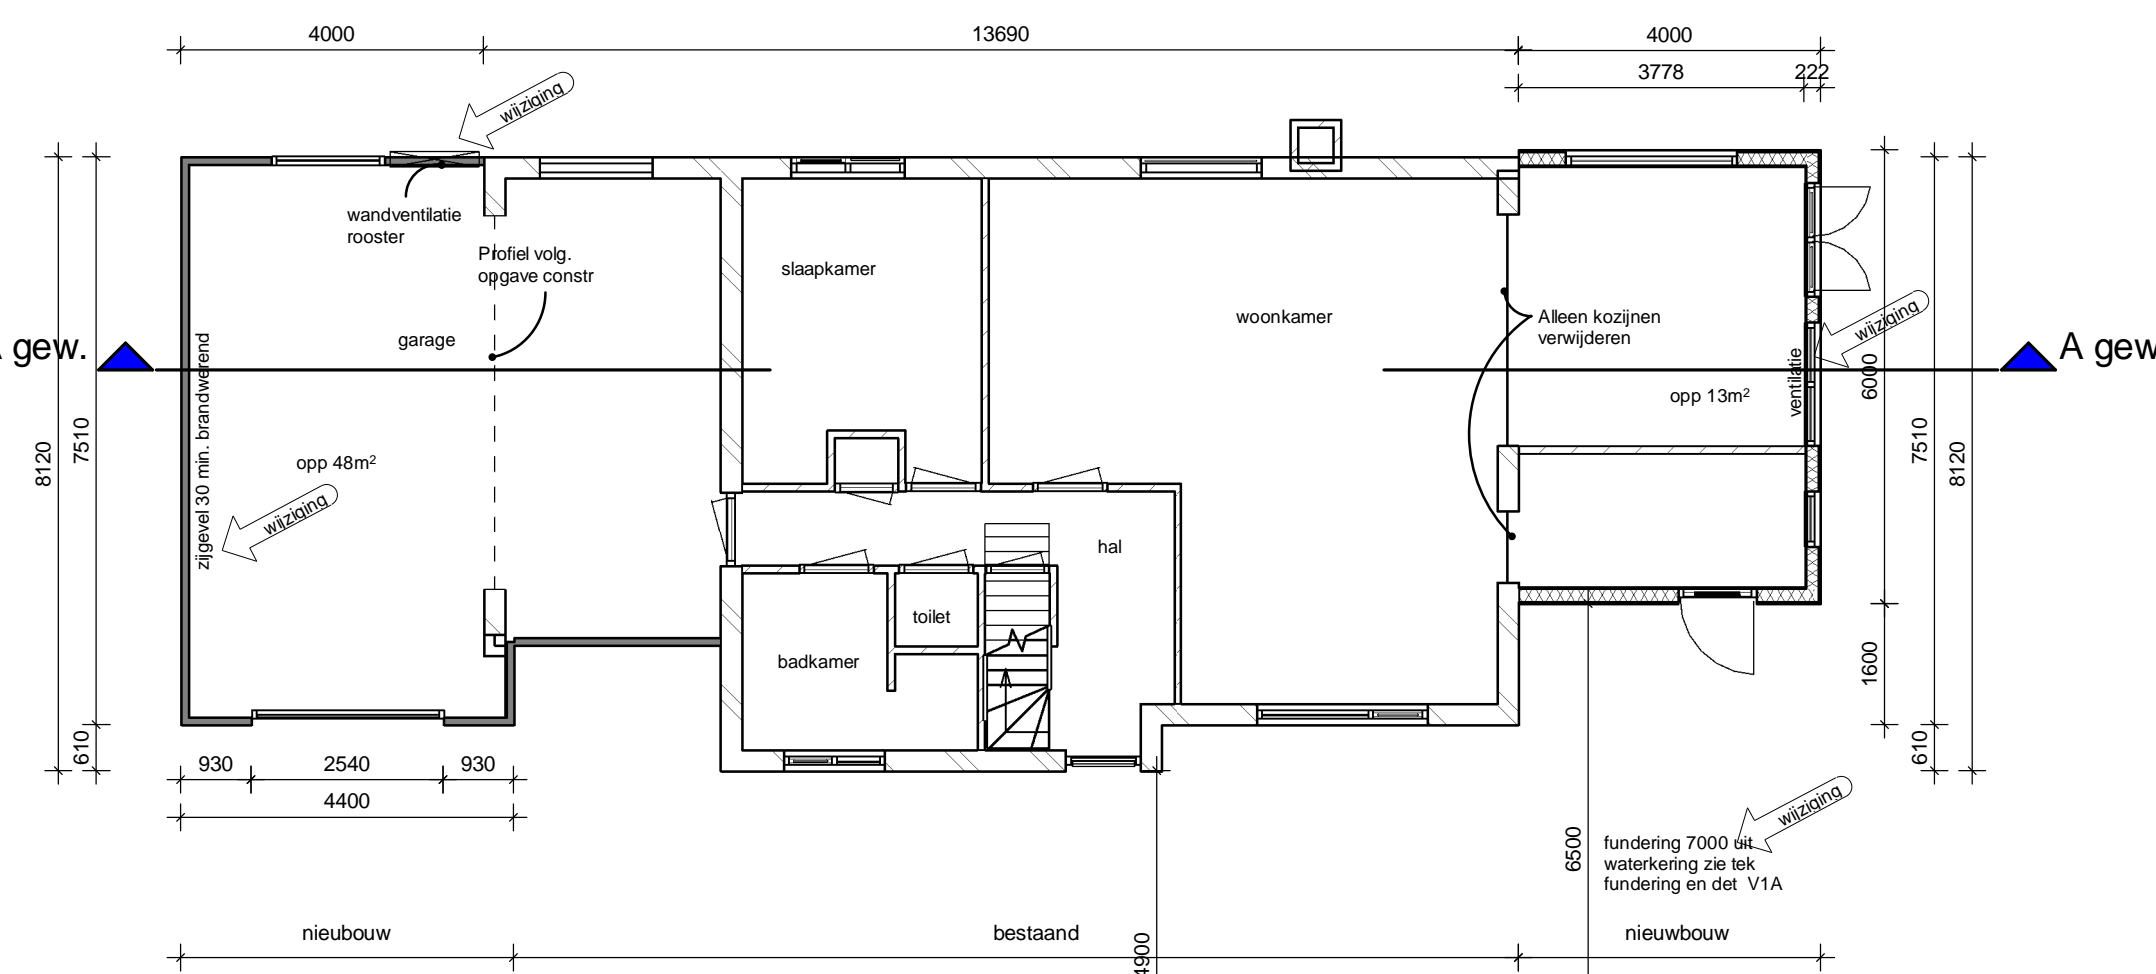 4000
13690
4000
3778
222
wijziging
wandventilatie
rooster
Profiel volg.
opgave constr
slaapkamer
woonkamer
Alleen kozijnen
verwijderen
wijziging
garage
A gew.
A gew
zijgevel 30 min. brandwerend
ventilatie
opp 13m²
6000
7510
8120
8120
7510
opp 48m²
wijziging
hal
toilet
badkamer
1600
610
610
930
2540
930
4400
wijziging
6500
fundering 7000 uit
waterkering zie tek
fundering en det V1A
nieubouw
bestaand
nieuwbouw
4900